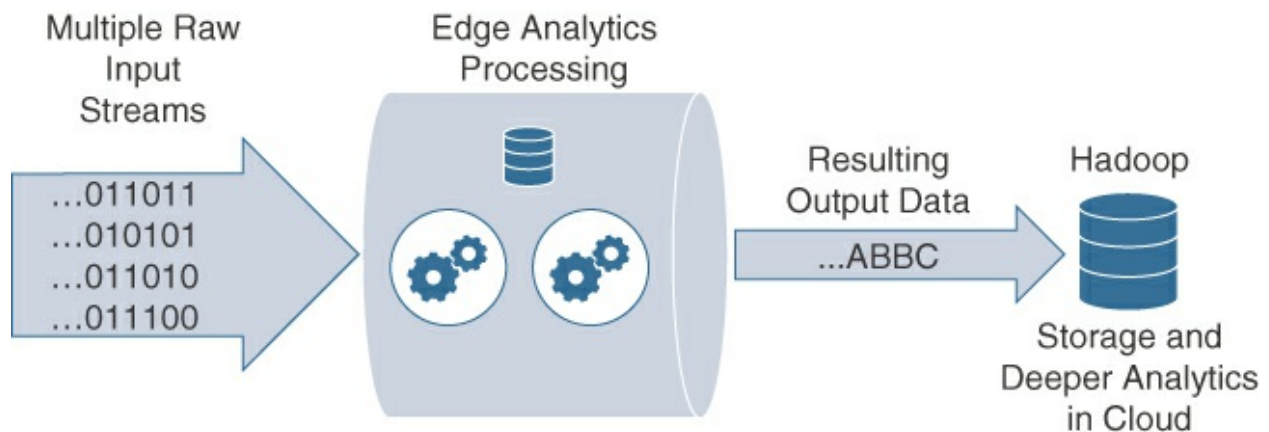 Multiple Raw
Input
Streams
...011011
...010101
...011010
...011100
Edge Analytics
Processing
Resulting
Output Data
...ABBC
Hadoop
Storage and
Deeper Analytics
in Cloud